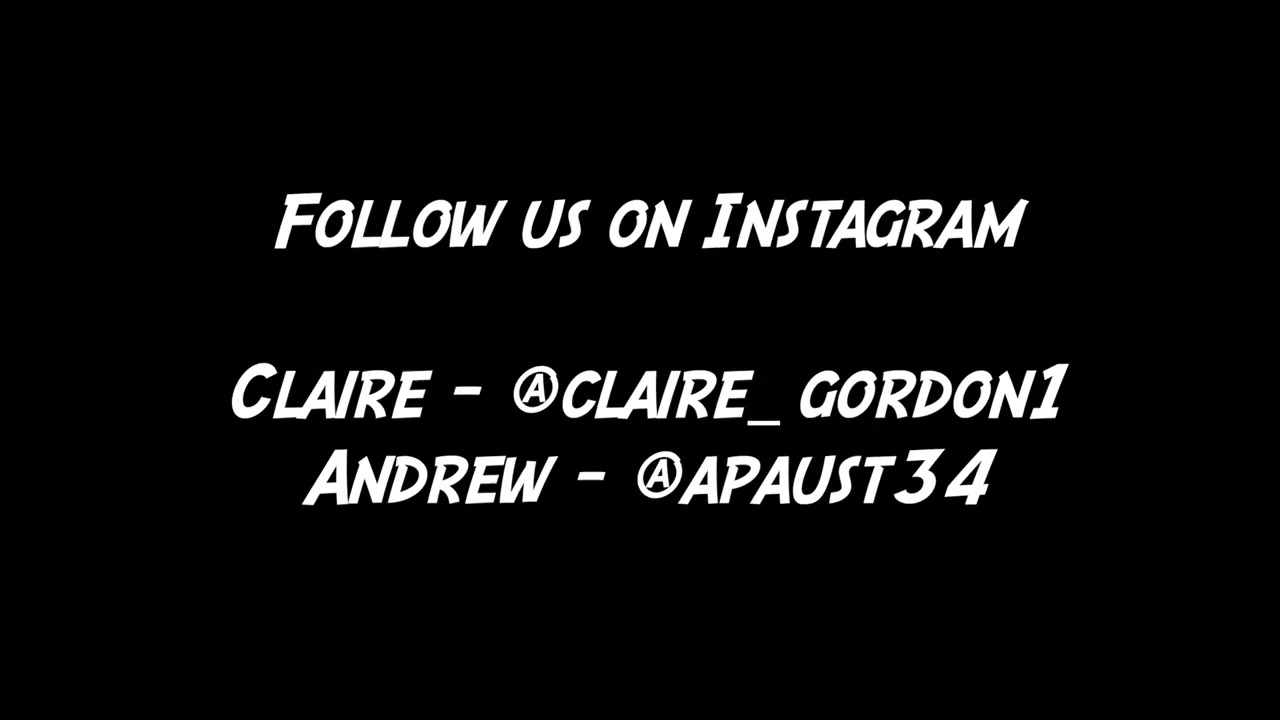 Follow us on Instagram
Claire - @claire_gordon1
Andrew - @apaust34